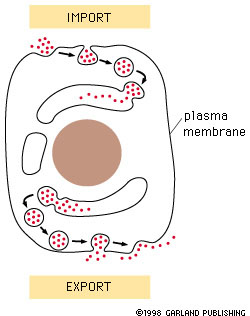 IMPORT
plasma
membrane
EXPORT
©1998 GARLAND PUBLISHING